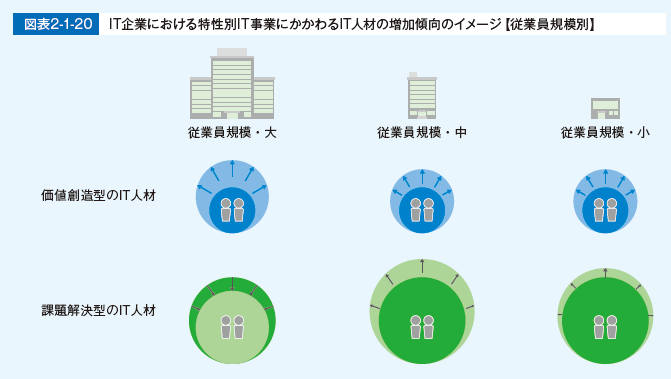 図表2-1-20 IT企業における特性別IT事業にかかわるIT人材の増加傾向のイメージ【従業員規模別】
従業員規模・大 従業員規模・中 従業員規模・小
価値創造型のIT人材
課題解決型のIT人材